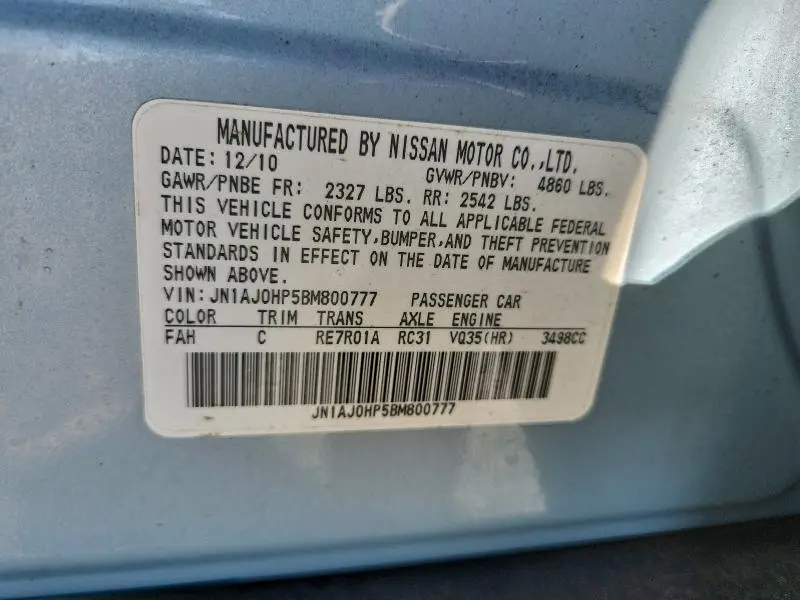 MANUFACTURED BY NISSAN MOTOR CO.,LTD.
DATE: 12/10 GVWR/PNBV: 4860 LBS.
GAWR/PNBE FR: 2327 LBS. RR: 2542 LBS.
THIS VEHICLE CONFORMS TO ALL APPLICABLE FEDERAL
MOTOR VEHICLE SAFETY,BUMPER,AND THEFT PREVENTION
STANDARDS IN EFFECT ON THE DATE OF MANUFACTURE
SHOWN ABOVE.
VIN:JN1AJ0HP5BM800777 PASSENGER CAR
COLOR TRIM TRANS AXLE ENGINE
FAH C RE7R01A RC31 VQ35(HR) 3498CC
JN1AJ0HP5BM800777